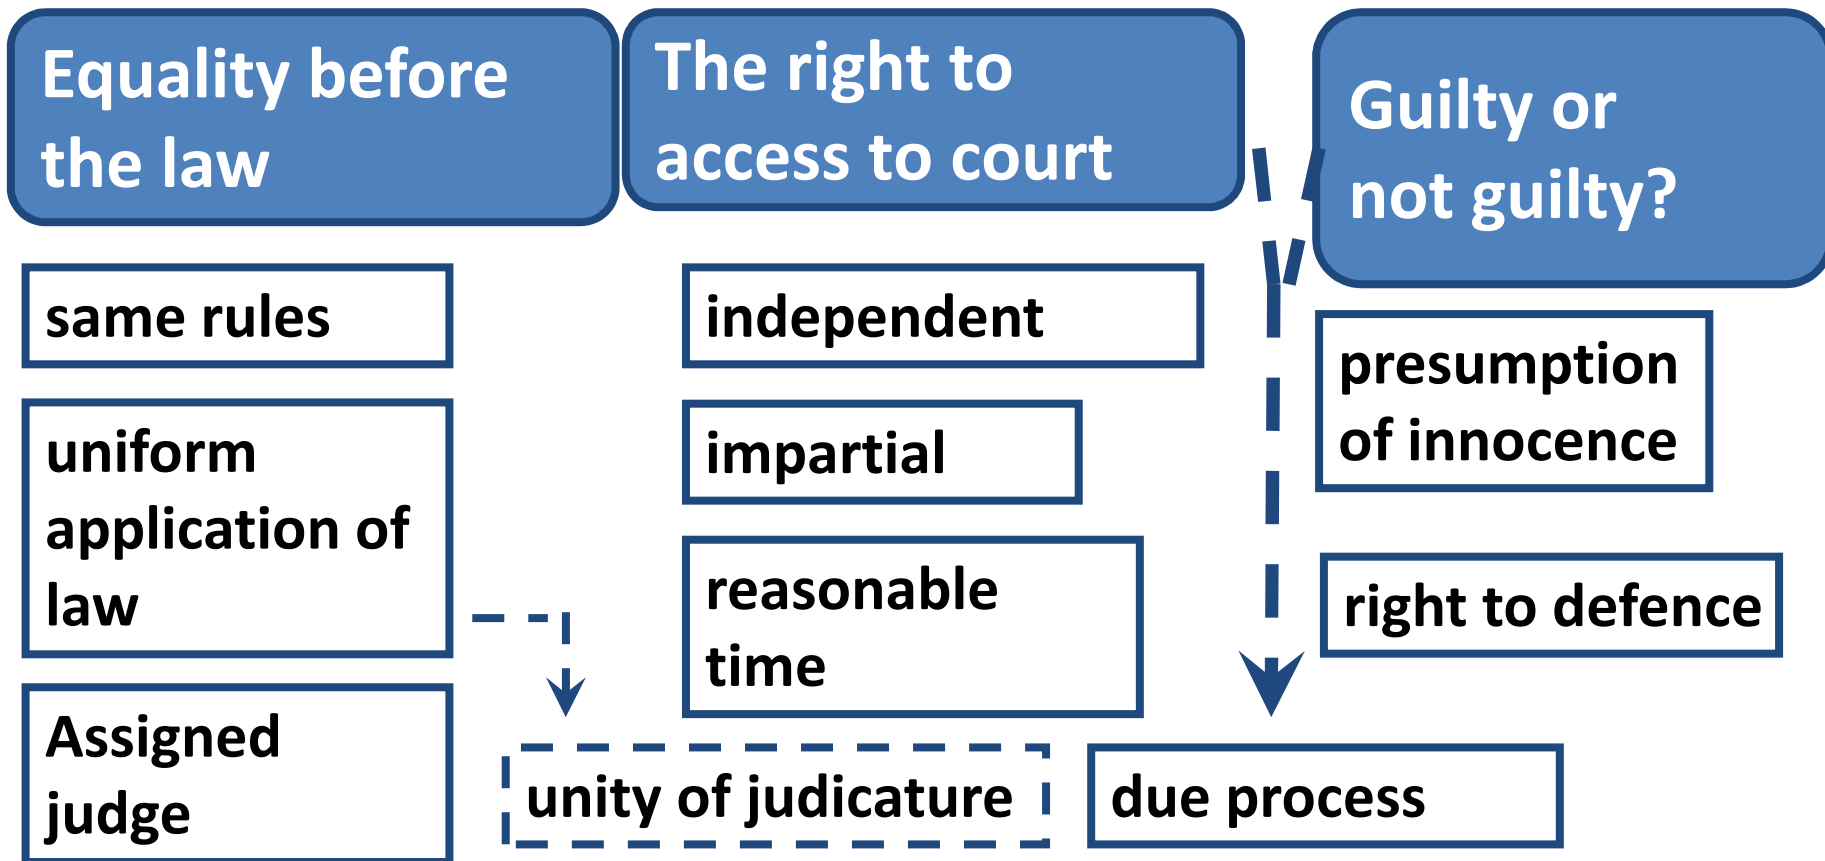 Equality before
the law
The right to
access to court
Guilty or
not guilty?
same rules
uniform
application of
law
Assigned
judge
independent
impartial
reasonable
time
unity of judicature
presumption
of innocence
right to defence
due process